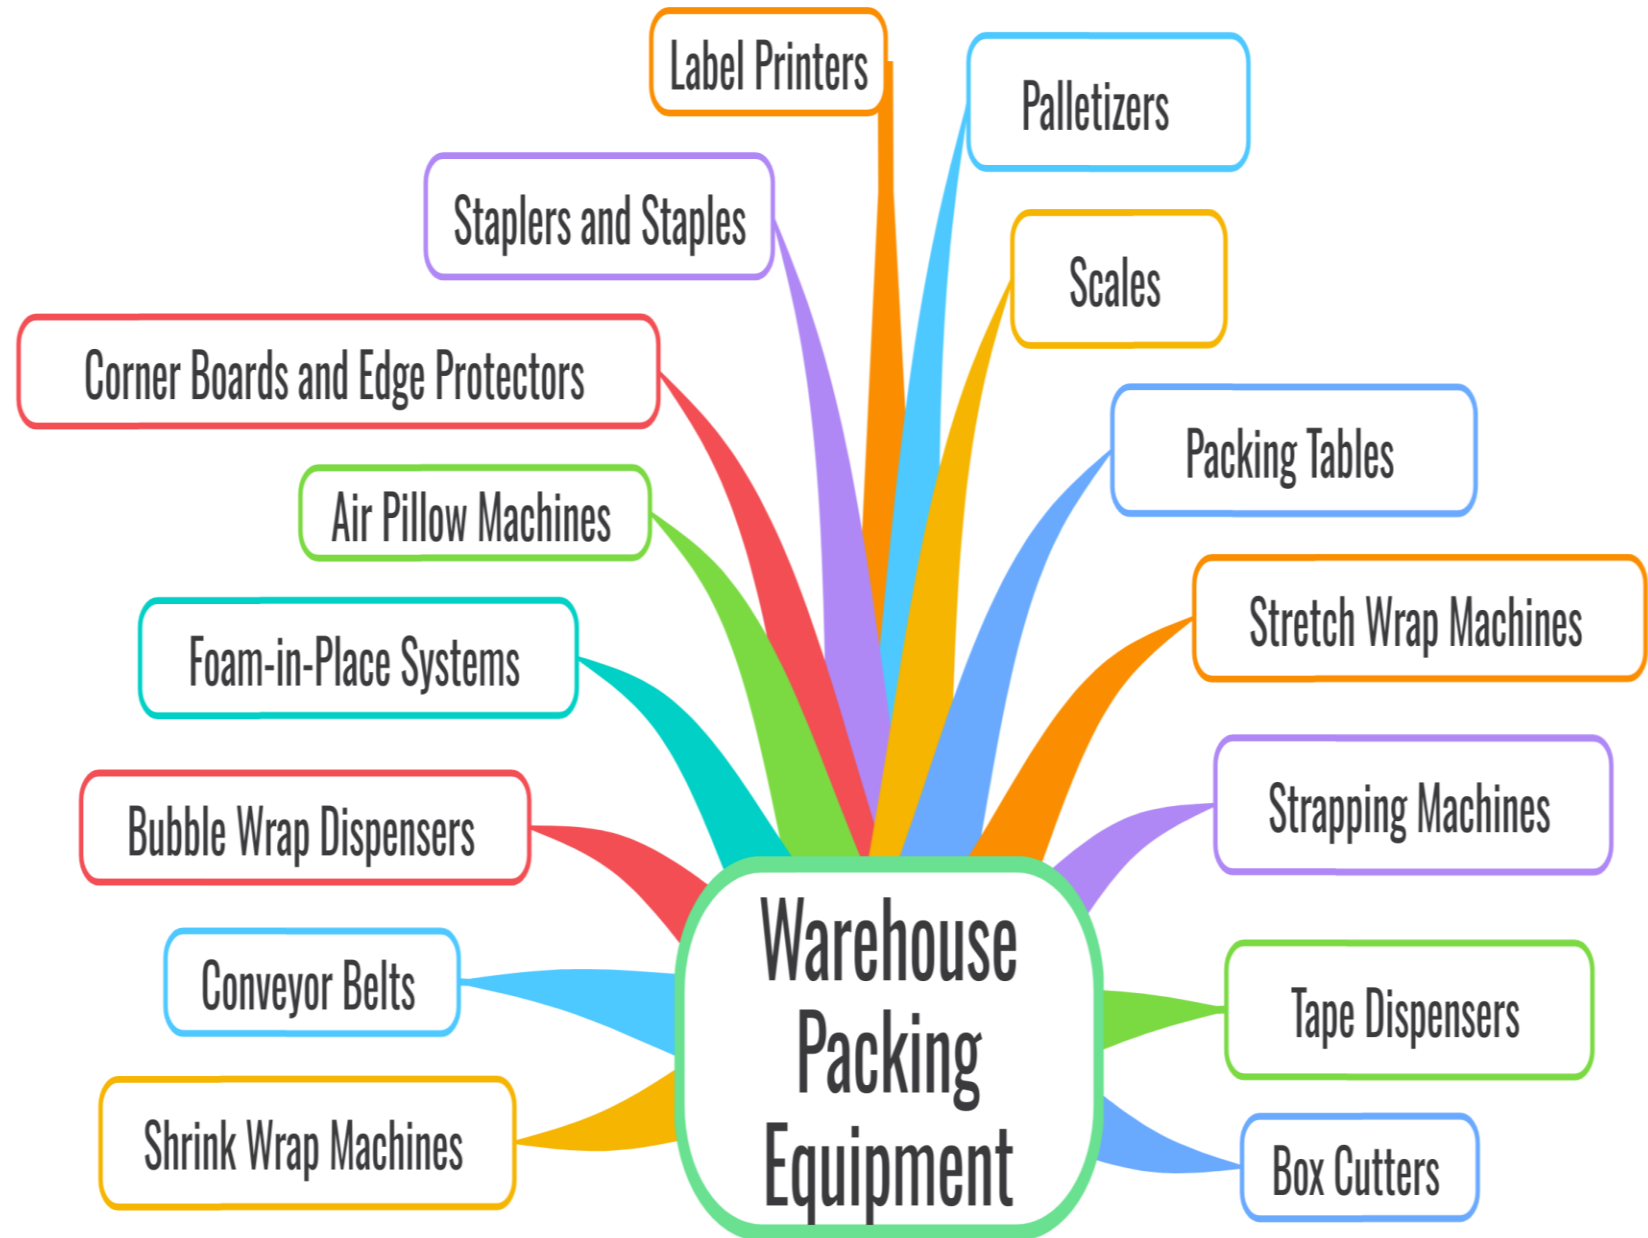 Label Printers
Palletizers
Staplers and Staples
Scales
Corner Boards and Edge Protectors
Packing Tables
Air Pillow Machines
Stretch Wrap Machines
Foam-in-Place Systems
Strapping Machines
Bubble Wrap Dispensers
Conveyor Belts
Tape Dispensers
Shrink Wrap Machines
Box Cutters
Warehouse
Packing
Equipment